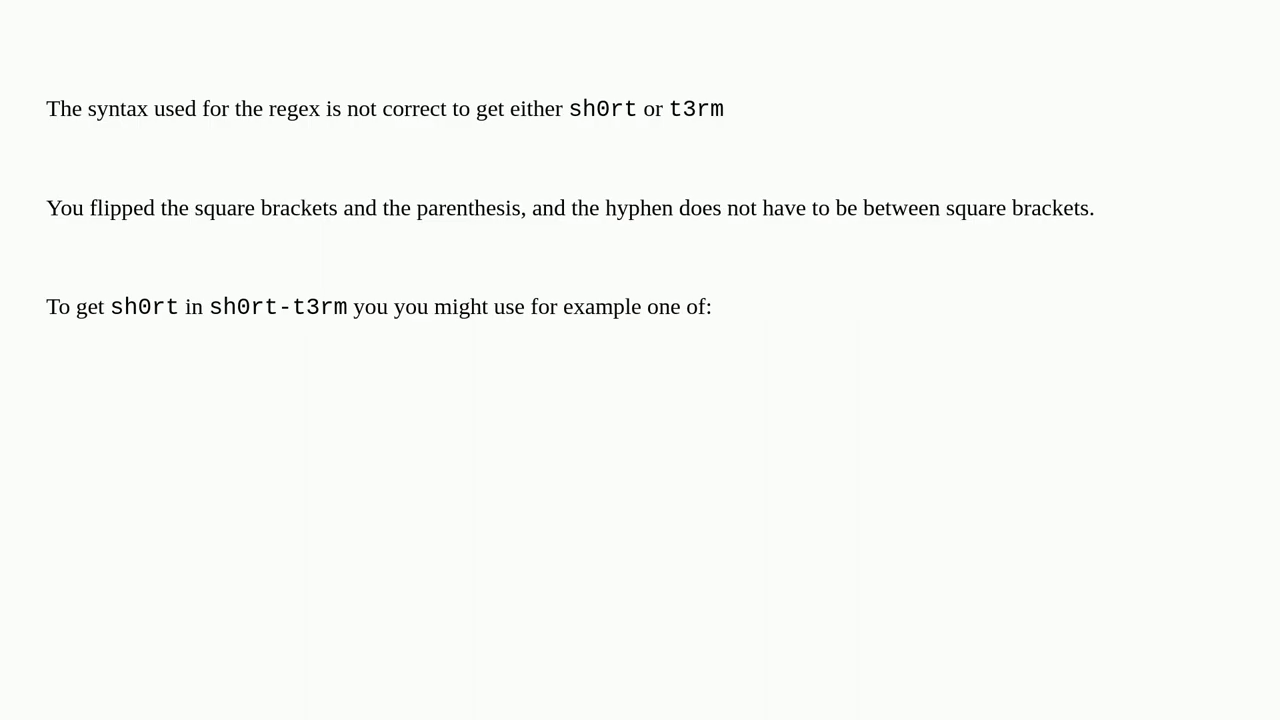 The syntax used for the regex is not correct to get either sh0rt or t3rm
You flipped the square brackets and the parenthesis, and the hyphen does not have to be between square brackets.
To get sh0rt in sh0rt-t3rm you you might use for example one of: